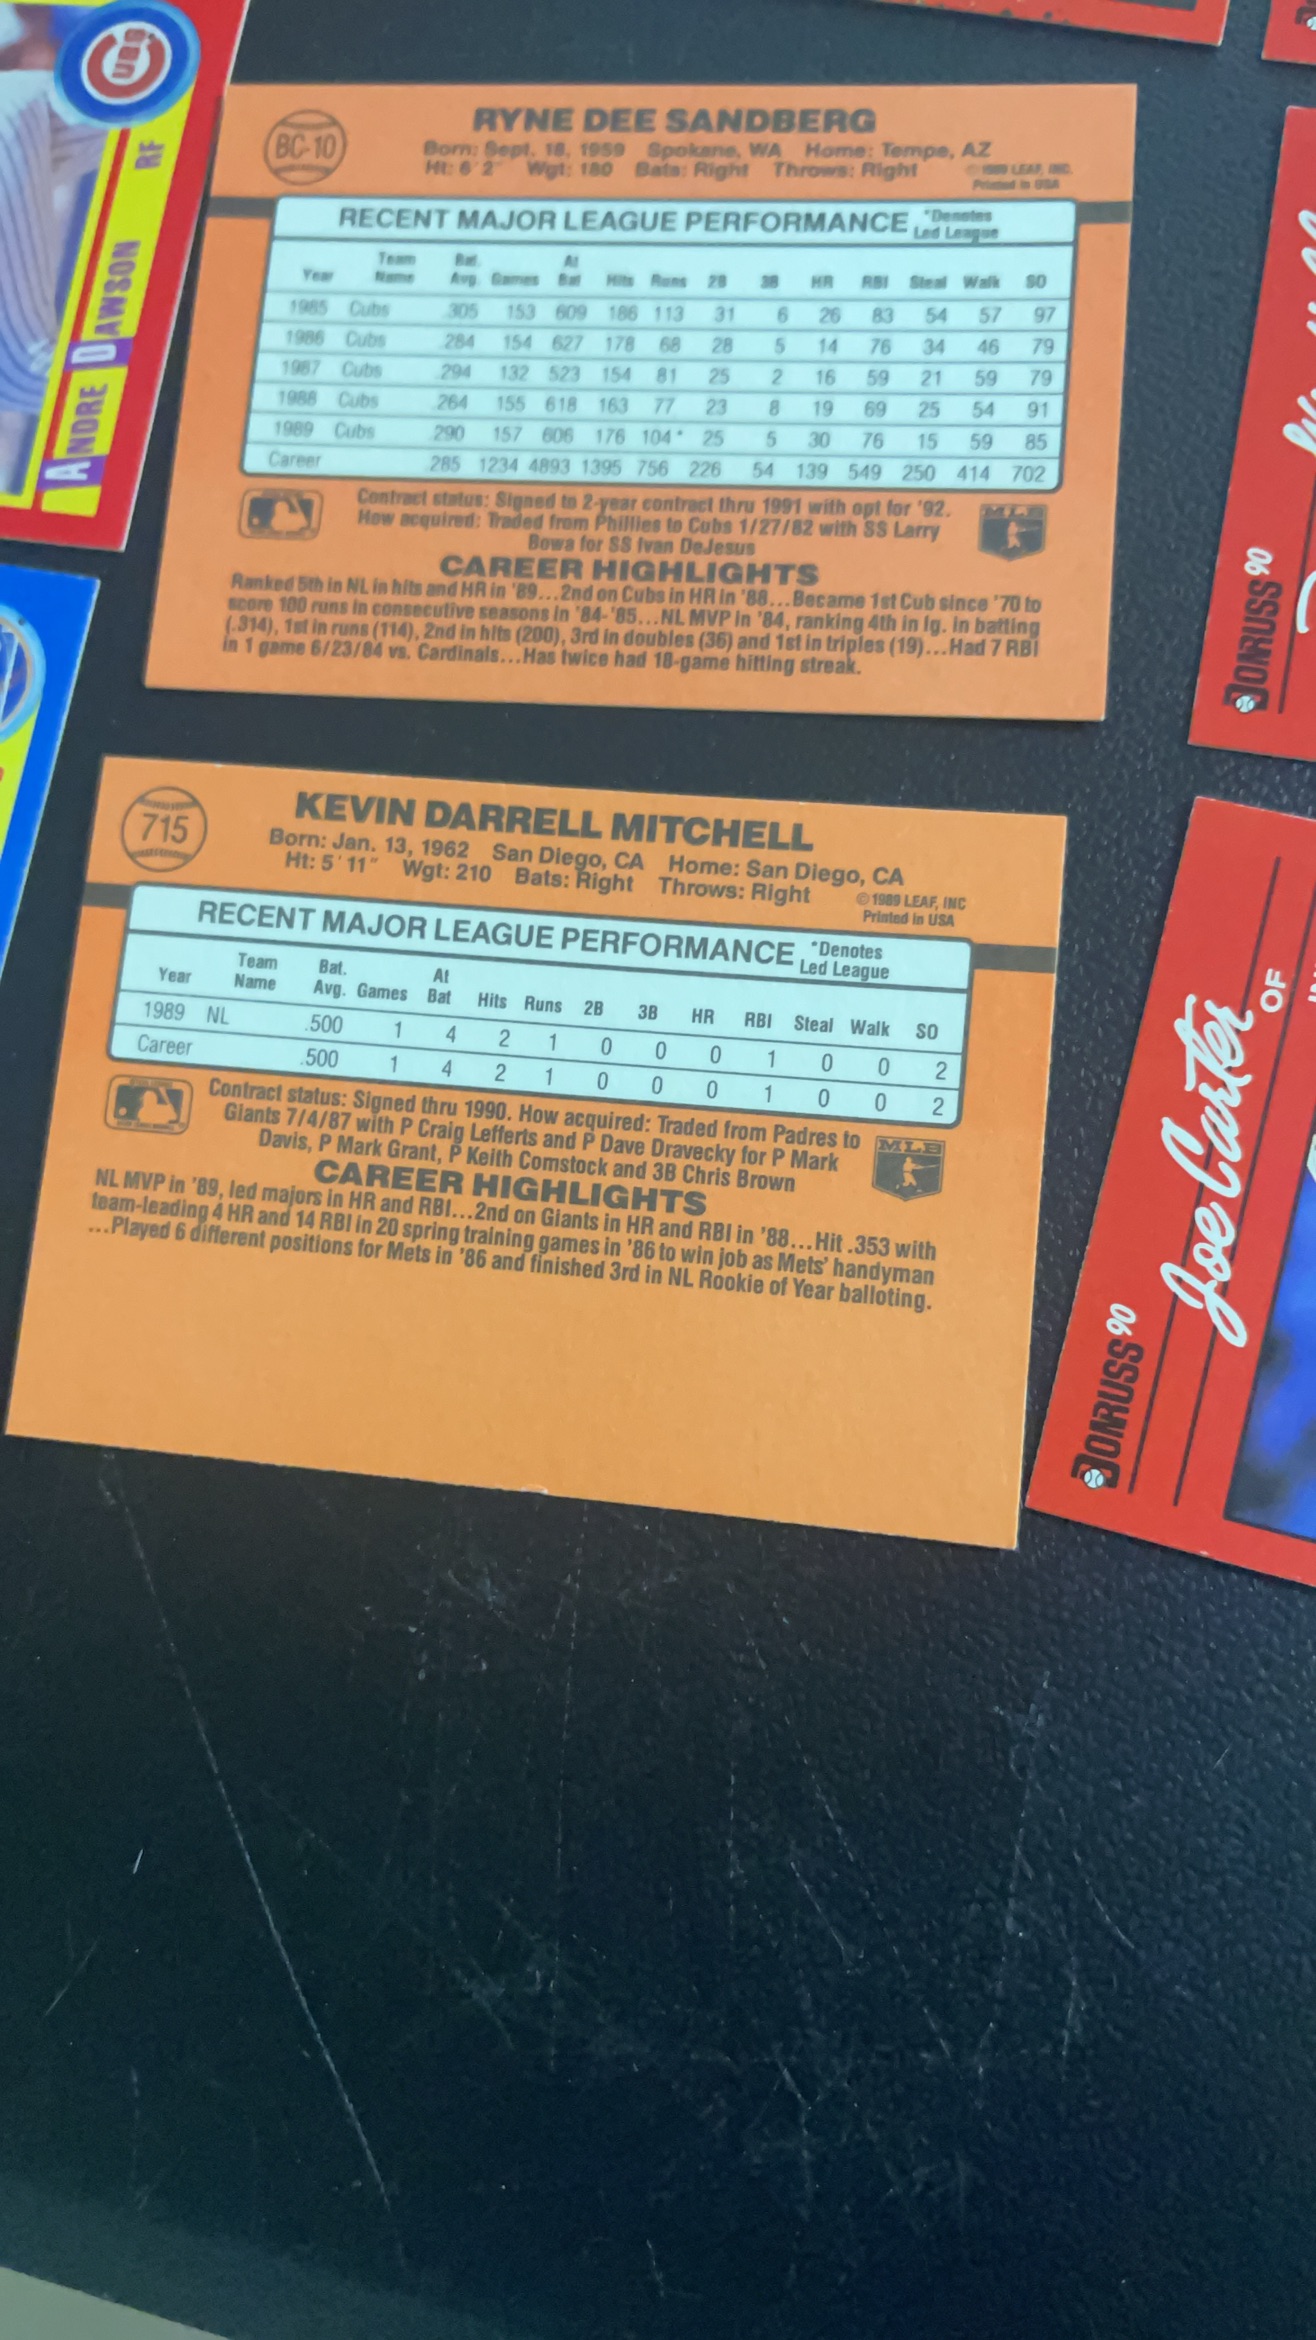 CUBS
ANDRE DAWSON RF
BC-10
RYNE DEE SANDBERG
Born: Sept. 18, 1959 Spokane, WA Home: Tempe, AZ
Ht: 6'2" Wgt: 180 Bats: Right Throws: Right
© 1989 LEAF, INC.
Printed in USA
RECENT MAJOR LEAGUE PERFORMANCE *Denotes Led League
Year Team Name Bat. Avg. Games At Bat Hits Runs 2B 3B HR RBI Steal Walk SO
1985 Cubs .305 153 609 186 113 31 6 26 83 54 57 97
1986 Cubs .284 154 627 178 68 28 5 14 76 34 46 79
1987 Cubs .294 132 523 154 81 25 2 16 59 21 59 79
1988 Cubs .264 155 618 163 77 23 8 19 69 25 54 91
1989 Cubs .290 157 606 176 104* 25 5 30 76 15 59 85
Career .285 1234 4893 1395 756 226 54 139 549 250 414 702
Contract status: Signed to 2-year contract thru 1991 with opt for '92.
How acquired: Traded from Phillies to Cubs 1/27/82 with SS Larry
Bowa for SS Ivan DeJesus
MLB
CAREER HIGHLIGHTS
Ranked 5th in NL in hits and HR in '89...2nd on Cubs in HR in '88...Became 1st Cub since '70 to
score 100 runs in consecutive seasons in '84-'85...NL MVP in '84, ranking 4th in lg. in batting
(.314), 1st in runs (114), 2nd in hits (200), 3rd in doubles (36) and 1st in triples (19)...Had 7 RBI
in 1 game 6/23/84 vs. Cardinals...Has twice had 18-game hitting streak.
DONRUSS 90
715
KEVIN DARRELL MITCHELL
Born: Jan. 13, 1962 San Diego, CA Home: San Diego, CA
Ht: 5'11" Wgt: 210 Bats: Right Throws: Right
© 1989 LEAF, INC
Printed in USA
RECENT MAJOR LEAGUE PERFORMANCE *Denotes Led League
Year Team Name Bat. Avg. Games At Bat Hits Runs 2B 3B HR RBI Steal Walk SO
1989 NL .500 1 4 2 1 0 0 0 1 0 0 2
Career .500 1 4 2 1 0 0 0 1 0 0 2
Contract status: Signed thru 1990. How acquired: Traded from Padres to
Giants 7/4/87 with P Craig Lefferts and P Dave Dravecky for P Mark
Davis, P Mark Grant, P Keith Comstock and 3B Chris Brown
MLB
CAREER HIGHLIGHTS
NL MVP in '89, led majors in HR and RBI...2nd on Giants in HR and RBI in '88...Hit .353 with
team-leading 4 HR and 14 RBI in 20 spring training games in '86 to win job as Mets' handyman
...Played 6 different positions for Mets in '86 and finished 3rd in NL Rookie of Year balloting.
DONRUSS 90
Joe Carter OF